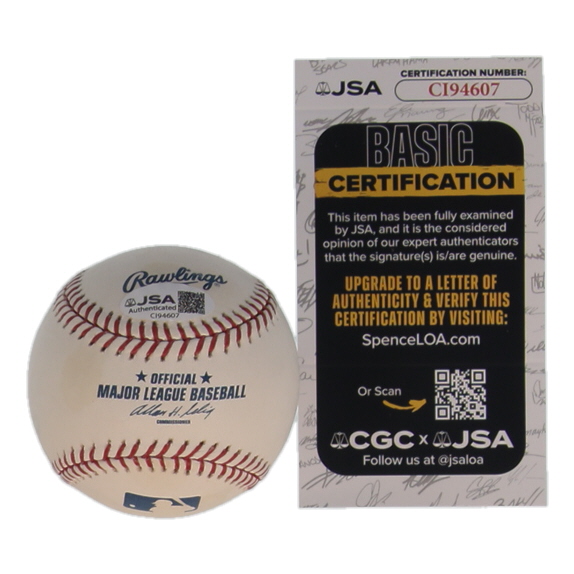 Rawlings
JSA
Authenticated
CI94607
★ OFFICIAL ★
MAJOR LEAGUE BASEBALL
Allan H. Selig
JSA
CERTIFICATION NUMBER:
CI94607
BASIC
CERTIFICATION
This item has been fully examined
by JSA, and it is the considered
opinion of our expert authenticators
that the signature(s) is/are genuine.
UPGRADE TO A LETTER OF
AUTHENTICITY & VERIFY THIS
CERTIFICATION BY VISITING:
SpenceLOA.com
Or Scan
CGC x JSA
Follow us at @jsaloa